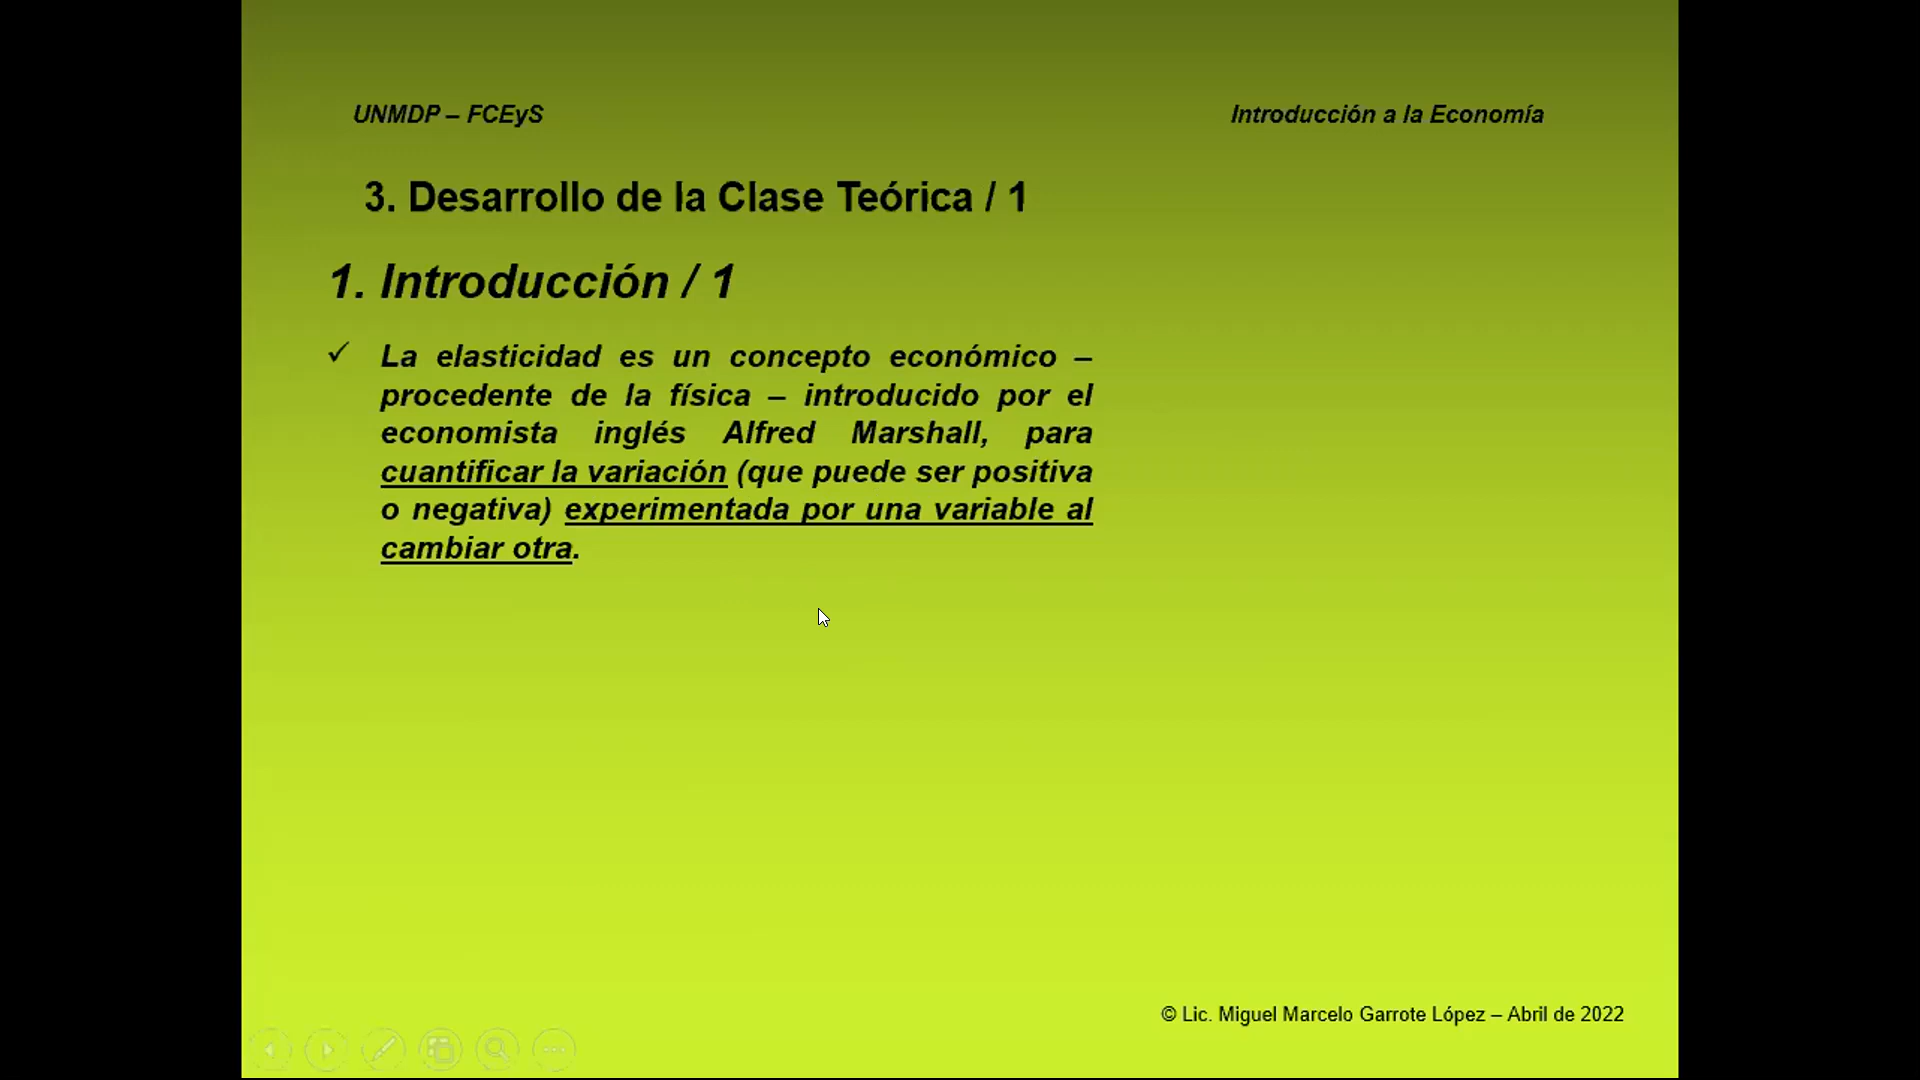 UNMDP – FCEyS
Introducción a la Economía
3. Desarrollo de la Clase Teórica / 1
1. Introducción / 1
✓ La elasticidad es un concepto económico –
procedente de la física – introducido por el
economista inglés Alfred Marshall, para
cuantificar la variación (que puede ser positiva
o negativa) experimentada por una variable al
cambiar otra.
© Lic. Miguel Marcelo Garrote López – Abril de 2022